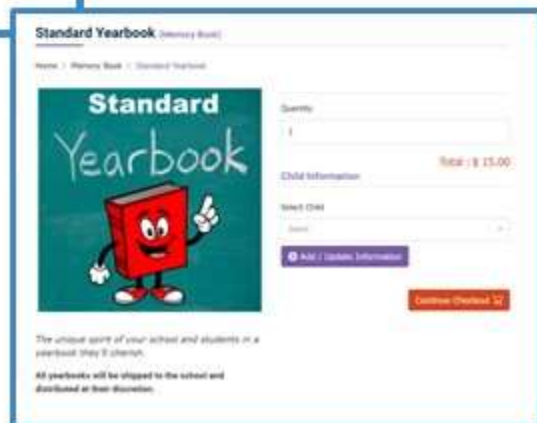 Standard Yearbook (Memory Book)
Home / Memory Book / Standard Yearbook
Standard
Yearbook
Quantity
1
Total : $ 15.00
Child Information
Select Child
Select
Add / Update Information
Continue Checkout
The unique spirit of your school and students in a
yearbook they'll cherish.
All yearbooks will be shipped to the school and
distributed at their discretion.